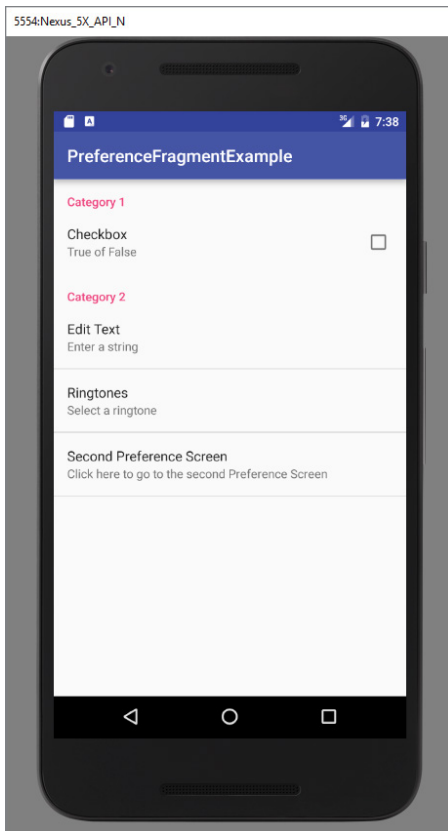 5554:Nexus_5X_API_N
3G 7:38
PreferenceFragmentExample
Category 1
Checkbox
True of False
Category 2
Edit Text
Enter a string
Ringtones
Select a ringtone
Second Preference Screen
Click here to go to the second Preference Screen